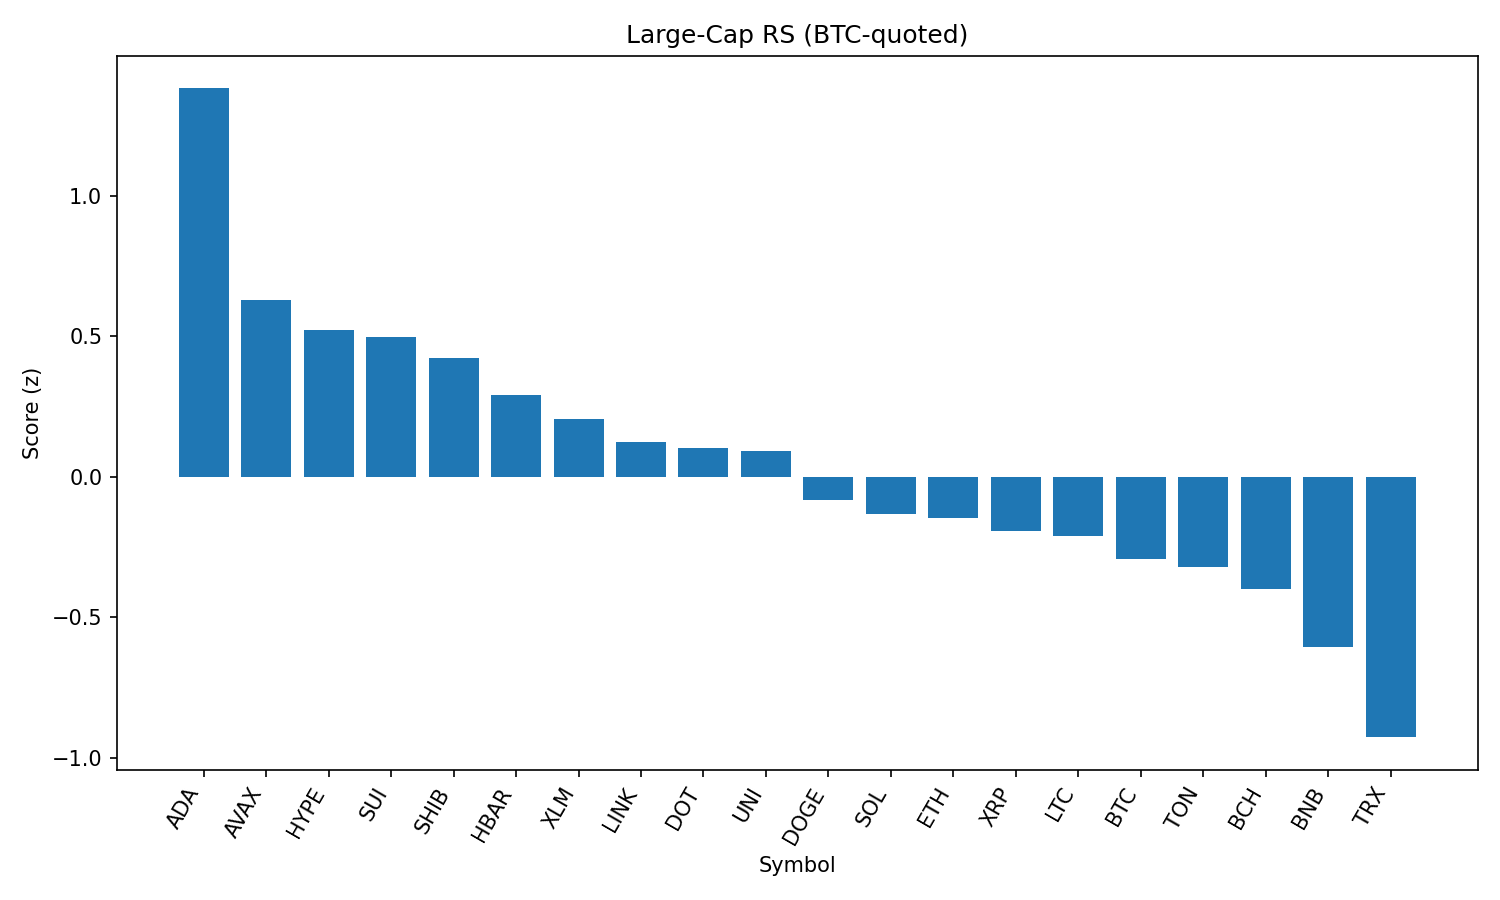 Large-Cap RS (BTC-quoted)
Score (z)
1.0
0.5
0.0
−0.5
−1.0
ADA
AVAX
HYPE
SUI
SHIB
HBAR
XLM
LINK
DOT
UNI
DOGE
SOL
ETH
XRP
LTC
BTC
TON
BCH
BNB
TRX
Symbol